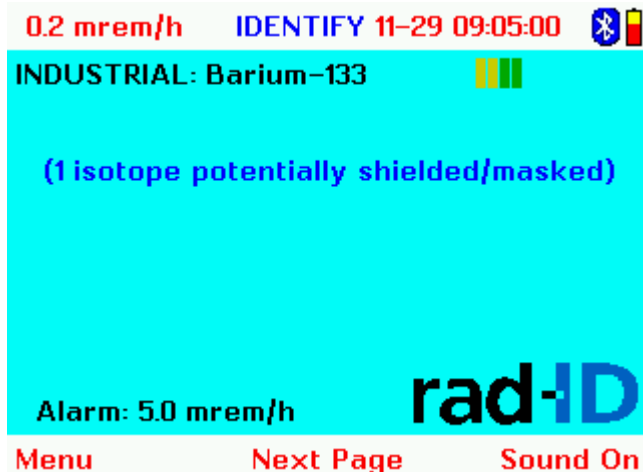 0.2 mrem/h IDENTIFY 11-29 09:05:00
INDUSTRIAL: Barium-133
(1 isotope potentially shielded/masked)
rad-ID
Alarm: 5.0 mrem/h
Menu Next Page Sound On